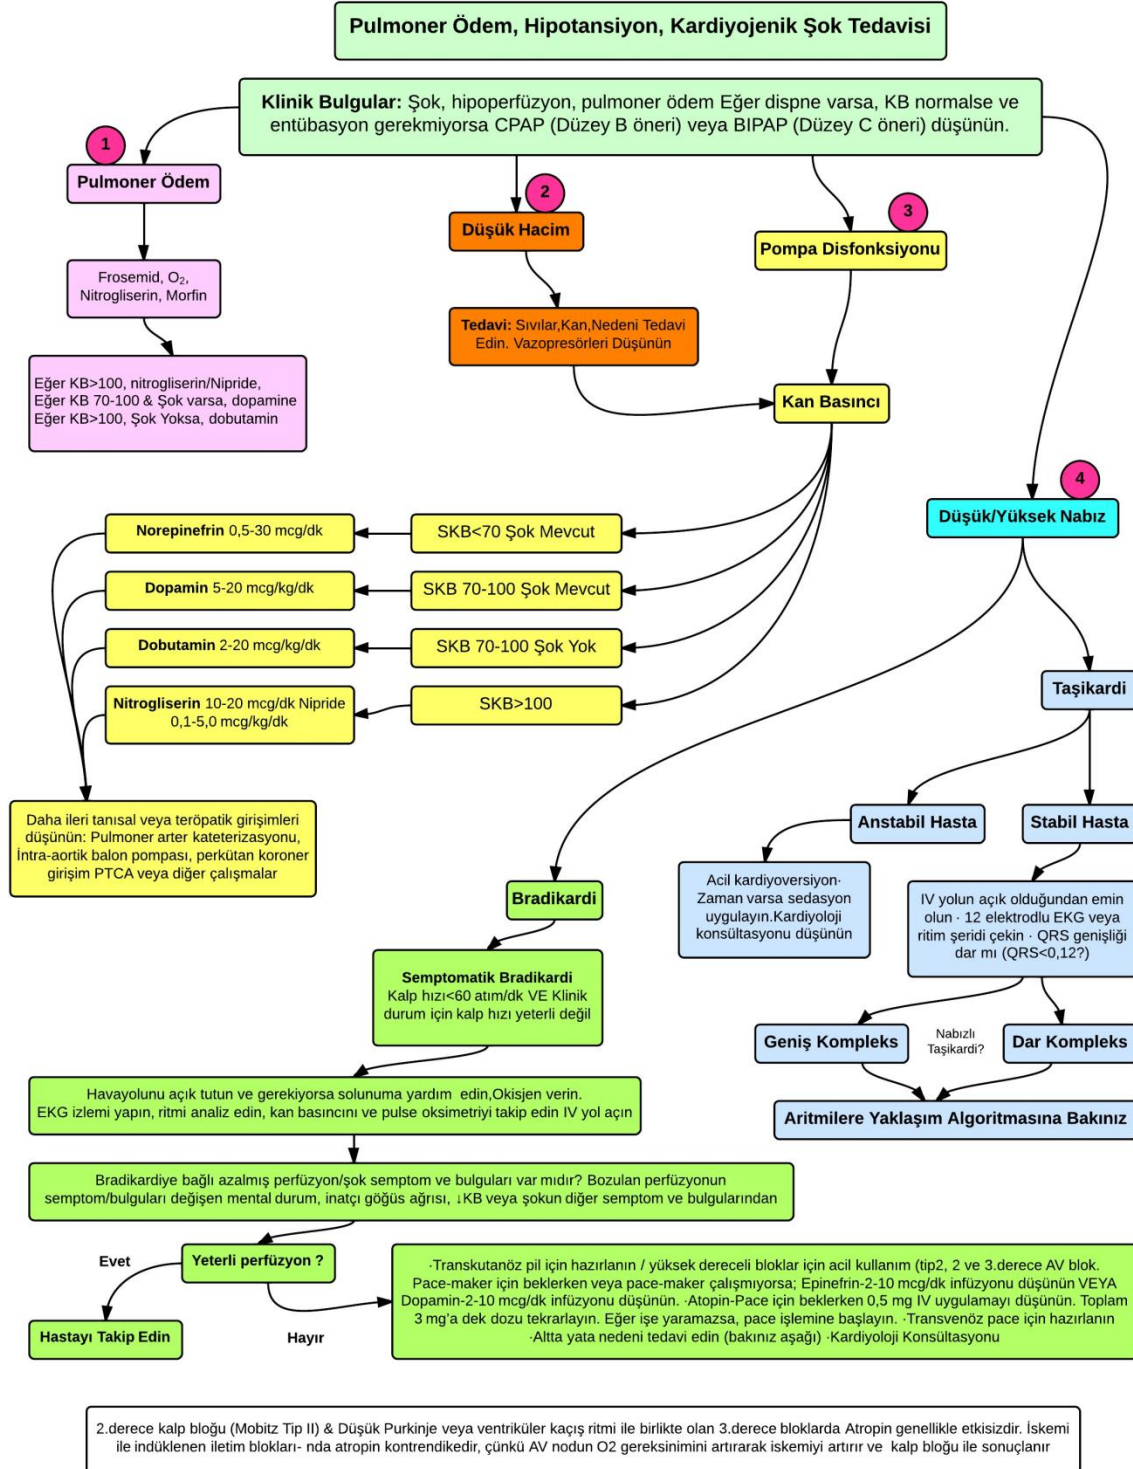 Pulmoner Ödem, Hipotansiyon, Kardiyojenik Şok Tedavisi
Klinik Bulgular: Şok, hipoperfüzyon, pulmoner ödem Eğer dispne varsa, KB normalse ve
entübasyon gerekmiyorsa CPAP (Düzey B öneri) veya BIPAP (Düzey C öneri) düşünün.
1
Pulmoner Ödem
Frosemid, O₂,
Nitrogliserin, Morfin
Eğer KB>100, nitrogliserin/Nipride,
Eğer KB 70-100 & Şok varsa, dopamine
Eğer KB>100, Şok Yoksa, dobutamin
2
Düşük Hacim
Tedavi: Sıvılar,Kan,Nedeni Tedavi
Edin. Vazopresörleri Düşünün
3
Pompa Disfonksiyonu
Kan Basıncı
SKB<70 Şok Mevcut
Norepinefrin 0,5-30 mcg/dk
SKB 70-100 Şok Mevcut
Dopamin 5-20 mcg/kg/dk
SKB 70-100 Şok Yok
Dobutamin 2-20 mcg/kg/dk
SKB>100
Nitrogliserin 10-20 mcg/dk Nipride
0,1-5,0 mcg/kg/dk
Daha ileri tanısal veya teröpatik girişimleri
düşünün: Pulmoner arter kateterizasyonu,
İntra-aortik balon pompası, perkütan koroner
girişim PTCA veya diğer çalışmalar
4
Düşük/Yüksek Nabız
Taşikardi
Anstabil Hasta
Acil kardiyoversiyon·
Zaman varsa sedasyon
uygulayın.Kardiyoloji
konsültasyonu düşünün
Stabil Hasta
IV yolun açık olduğundan emin
olun · 12 elektrodlu EKG veya
ritim şeridi çekin · QRS genişliği
dar mı (QRS<0,12?)
Geniş Kompleks
Nabızlı
Taşikardi?
Dar Kompleks
Aritmilere Yaklaşım Algoritmasına Bakınız
Bradikardi
Semptomatik Bradikardi
Kalp hızı<60 atım/dk VE Klinik
durum için kalp hızı yeterli değil
Havayolunu açık tutun ve gerekiyorsa solunuma yardım edin,Okisjen verin.
EKG izlemi yapın, ritmi analiz edin, kan basıncını ve pulse oksimetriyi takip edin IV yol açın
Bradikardiye bağlı azalmış perfüzyon/şok semptom ve bulguları var mıdır? Bozulan perfüzyonun
semptom/bulguları değişen mental durum, inatçı göğüs ağrısı, ↓KB veya şokun diğer semptom ve bulgularından
Yeterli perfüzyon ?
Evet
Hastayı Takip Edin
Hayır
·Transkutanöz pil için hazırlanın / yüksek dereceli bloklar için acil kullanım (tip2, 2 ve 3.derece AV blok.
Pace-maker için beklerken veya pace-maker çalışmıyorsa; Epinefrin-2-10 mcg/dk infüzyonu düşünün VEYA
Dopamin-2-10 mcg/dk infüzyonu düşünün. ·Atopin-Pace için beklerken 0,5 mg IV uygulamayı düşünün. Toplam
3 mg'a dek dozu tekrarlayın. Eğer işe yaramazsa, pace işlemine başlayın. ·Transvenöz pace için hazırlanın
·Altta yata nedeni tedavi edin (bakınız aşağı) ·Kardiyoloji Konsültasyonu
2.derece kalp bloğu (Mobitz Tip II) & Düşük Purkinje veya ventriküler kaçış ritmi ile birlikte olan 3.derece bloklarda Atropin genellikle etkisizdir. İskemi
ile indüklenen iletim blokları- nda atropin kontrendikedir, çünkü AV nodun O2 gereksinimini artırarak iskemiyi artırır ve kalp bloğu ile sonuçlanır